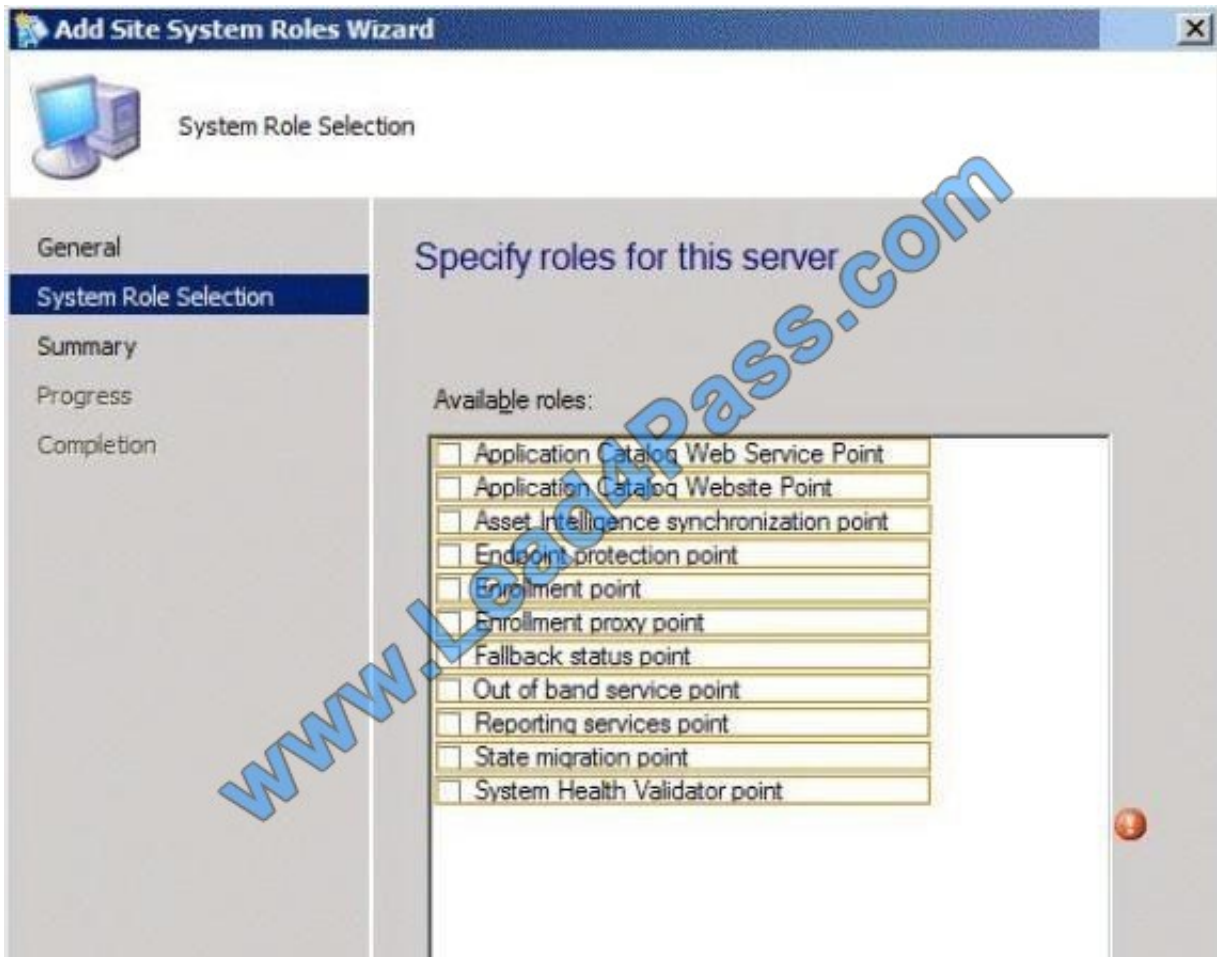 Add Site System Roles Wizard
System Role Selection
General
System Role Selection
Summary
Progress
Completion
Specify roles for this server
Available roles:
Application Catalog Web Service Point
Application Catalog Website Point
Asset Intelligence synchronization point
Endpoint protection point
Enrollment point
Enrollment proxy point
Fallback status point
Out of band service point
Reporting services point
State migration point
System Health Validator point
www.Lead4Pass.com